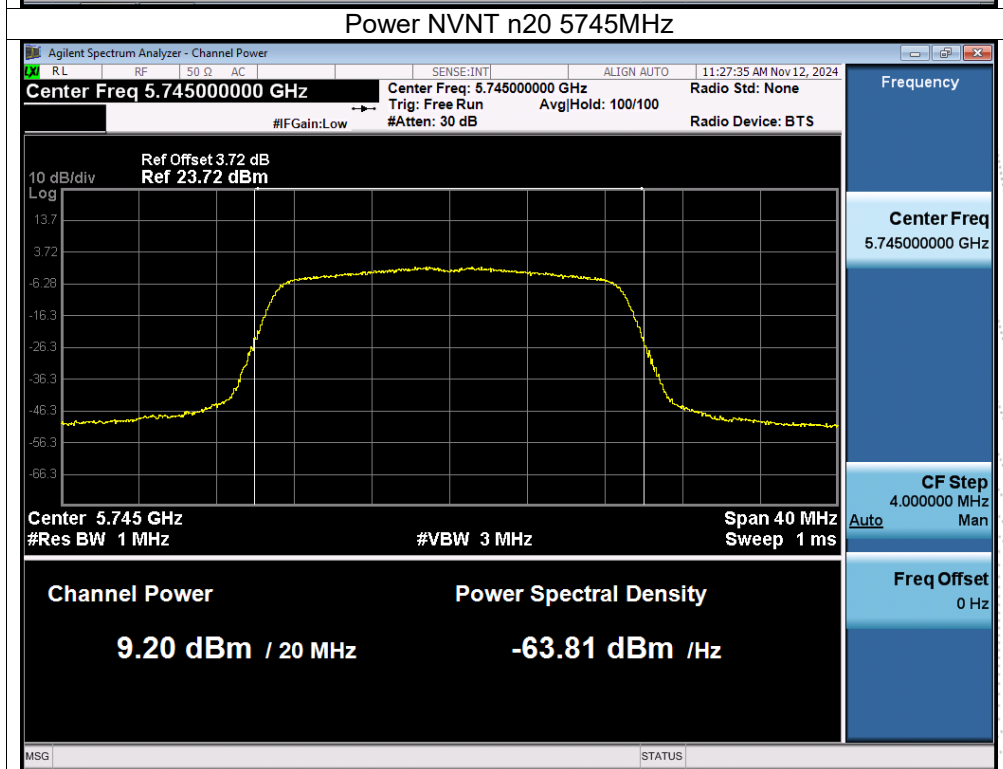 Power NVNT n20 5745MHz
Agilent Spectrum Analyzer - Channel Power
LXI RL RF 50 Ω AC SENSE:INT ALIGN AUTO 11:27:35 AM Nov 12, 2024
Center Freq 5.745000000 GHz Center Freq: 5.745000000 GHz Radio Std: None
Trig: Free Run Avg|Hold: 100/100
#IFGain:Low #Atten: 30 dB Radio Device: BTS
Ref Offset 3.72 dB
10 dB/div Ref 23.72 dBm
Log
13.7
3.72
-6.28
-16.3
-26.3
-36.3
-46.3
-56.3
-66.3
Center 5.745 GHz Span 40 MHz
#Res BW 1 MHz #VBW 3 MHz Sweep 1 ms
Channel Power Power Spectral Density
9.20 dBm / 20 MHz -63.81 dBm /Hz
MSG STATUS
Frequency
Center Freq
5.745000000 GHz
CF Step
4.000000 MHz
Auto Man
Freq Offset
0 Hz